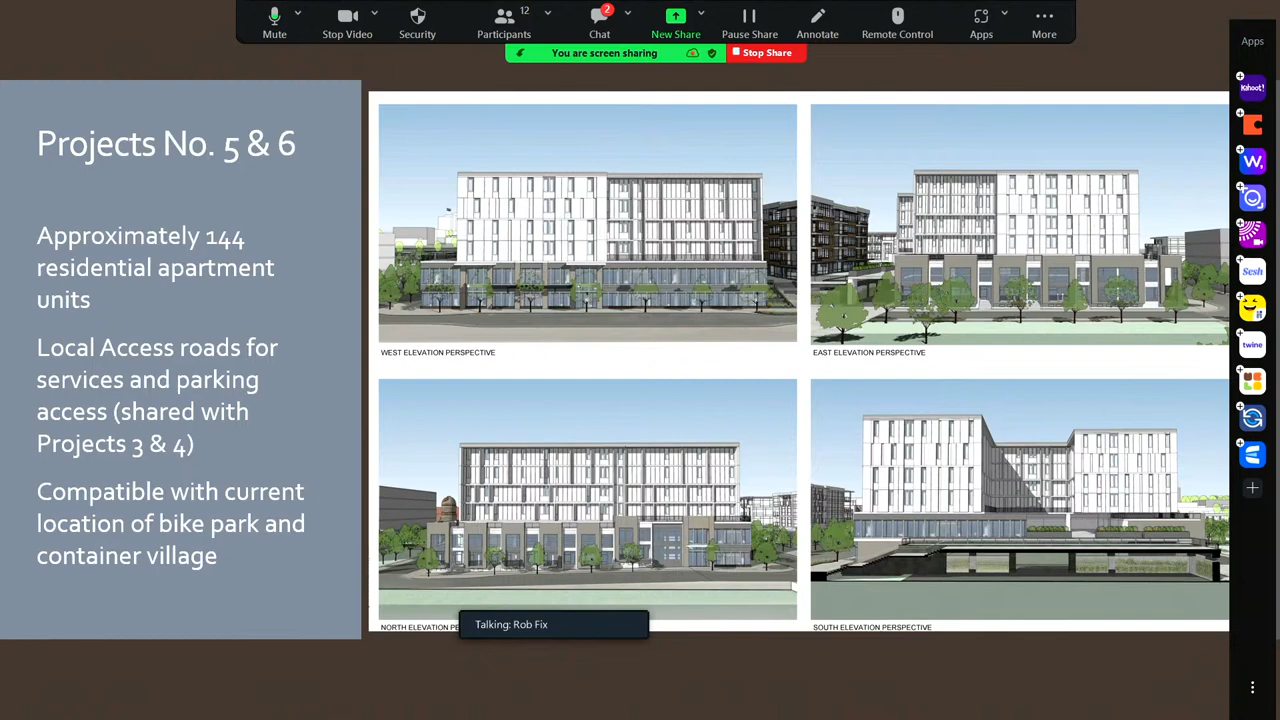 12
2
Mute
Stop Video
Security
Participants
Chat
New Share
Pause Share
Annotate
Remote Control
Apps
More
You are screen sharing
Stop Share
Apps
Kahoot!
W,
Sesh
twine
Projects No. 5 & 6
Approximately 144
residential apartment
units
Local Access roads for
services and parking
access (shared with
Projects 3 & 4)
Compatible with current
location of bike park and
container village
WEST ELEVATION PERSPECTIVE
EAST ELEVATION PERSPECTIVE
NORTH ELEVATION PE
SOUTH ELEVATION PERSPECTIVE
Talking: Rob Fix